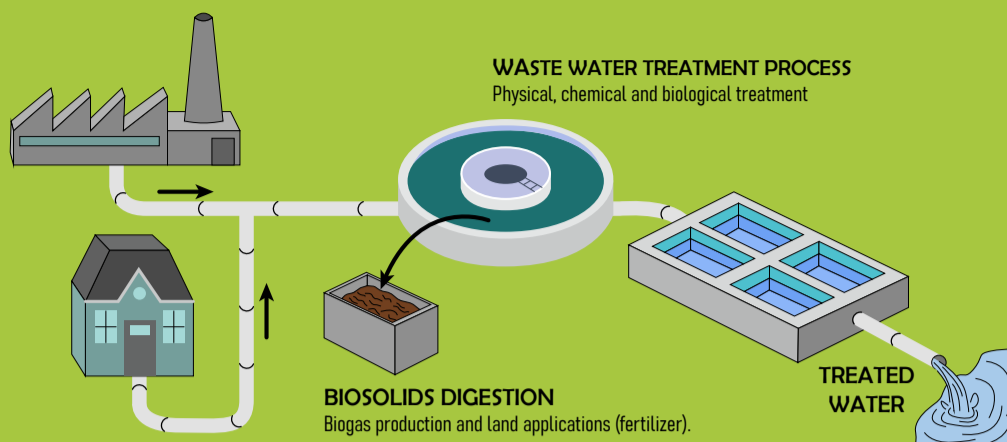 WASTE WATER TREATMENT PROCESS
Physical, chemical and biological treatment
BIOSOLIDS DIGESTION
Biogas production and land applications (fertilizer).
TREATED
WATER